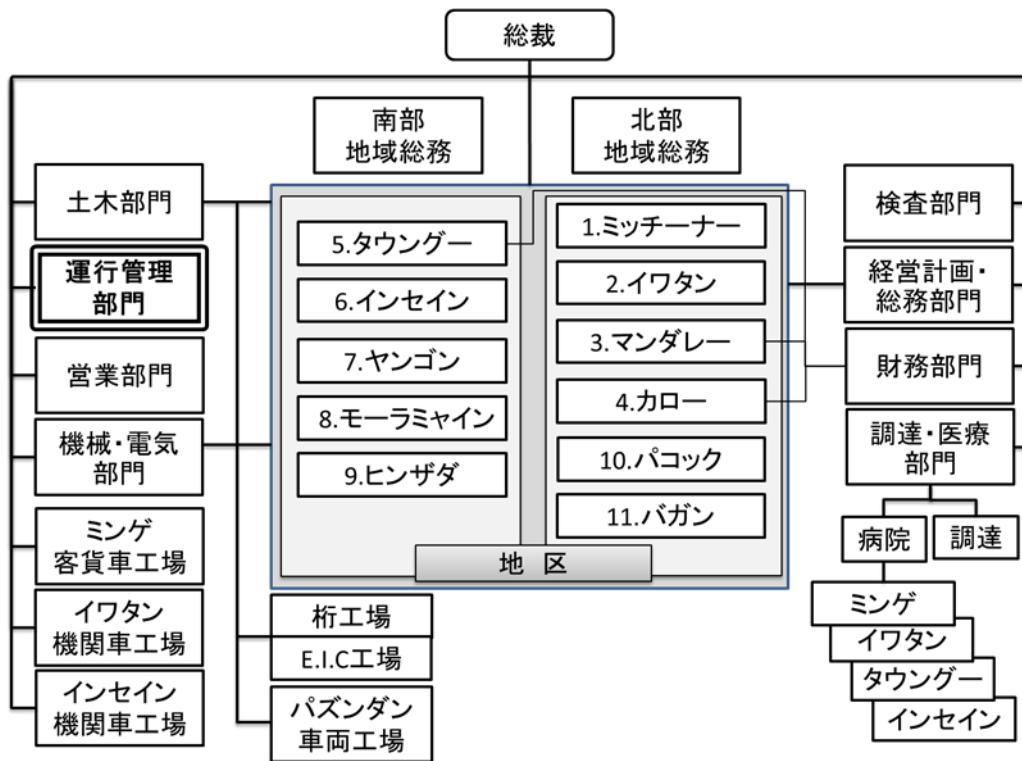 総裁
南部
地域総務
北部
地域総務
土木部門
運行管理
部門
営業部門
機械・電気
部門
ミンゲ
客貨車工場
イワタン
機関車工場
インセイン
機関車工場
5.タウングー
6.インセイン
7.ヤンゴン
8.モーラミャイン
9.ヒンザダ
1.ミッチーナー
2.イワタン
3.マンダレー
4.カロー
10.パコック
11.バガン
地 区
桁工場
E.I.C工場
パズンダン
車両工場
検査部門
経営計画・
総務部門
財務部門
調達・医療
部門
病院
調達
ミンゲ
イワタン
タウングー
インセイン